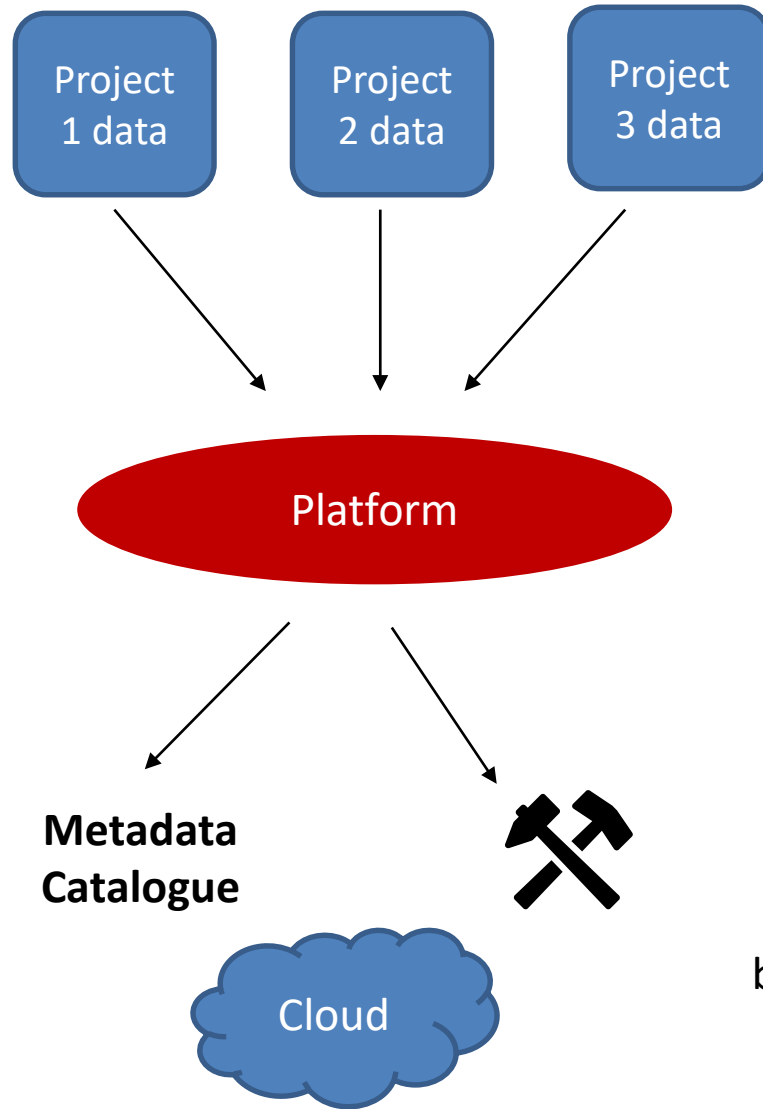 Project
1 data
Project
2 data
Project
3 data
Platform
Metadata
Catalogue
Cloud
b